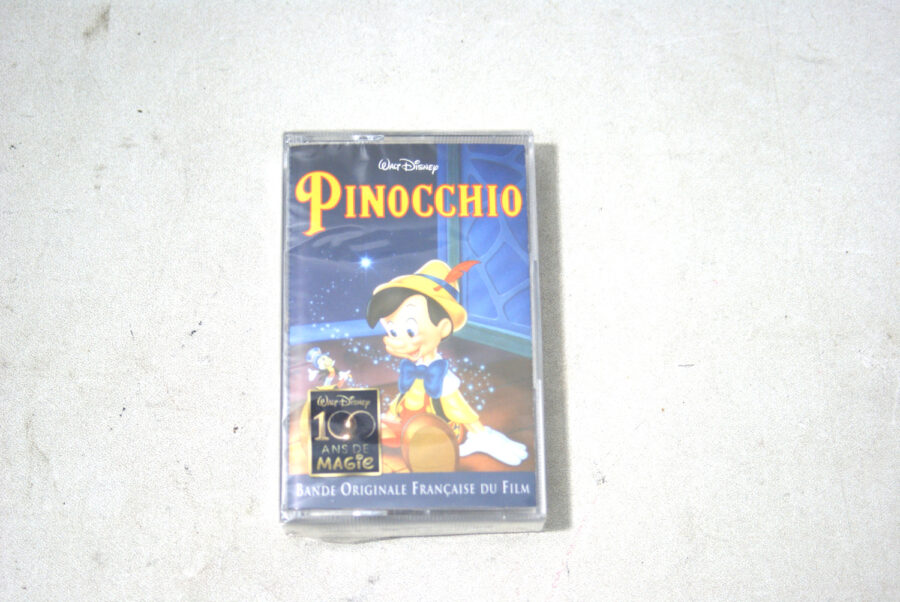 Walt Disney
PINOCCHIO
Walt Disney
100
ANS DE
MAGIE
BANDE ORIGINALE FRANÇAISE DU FILM